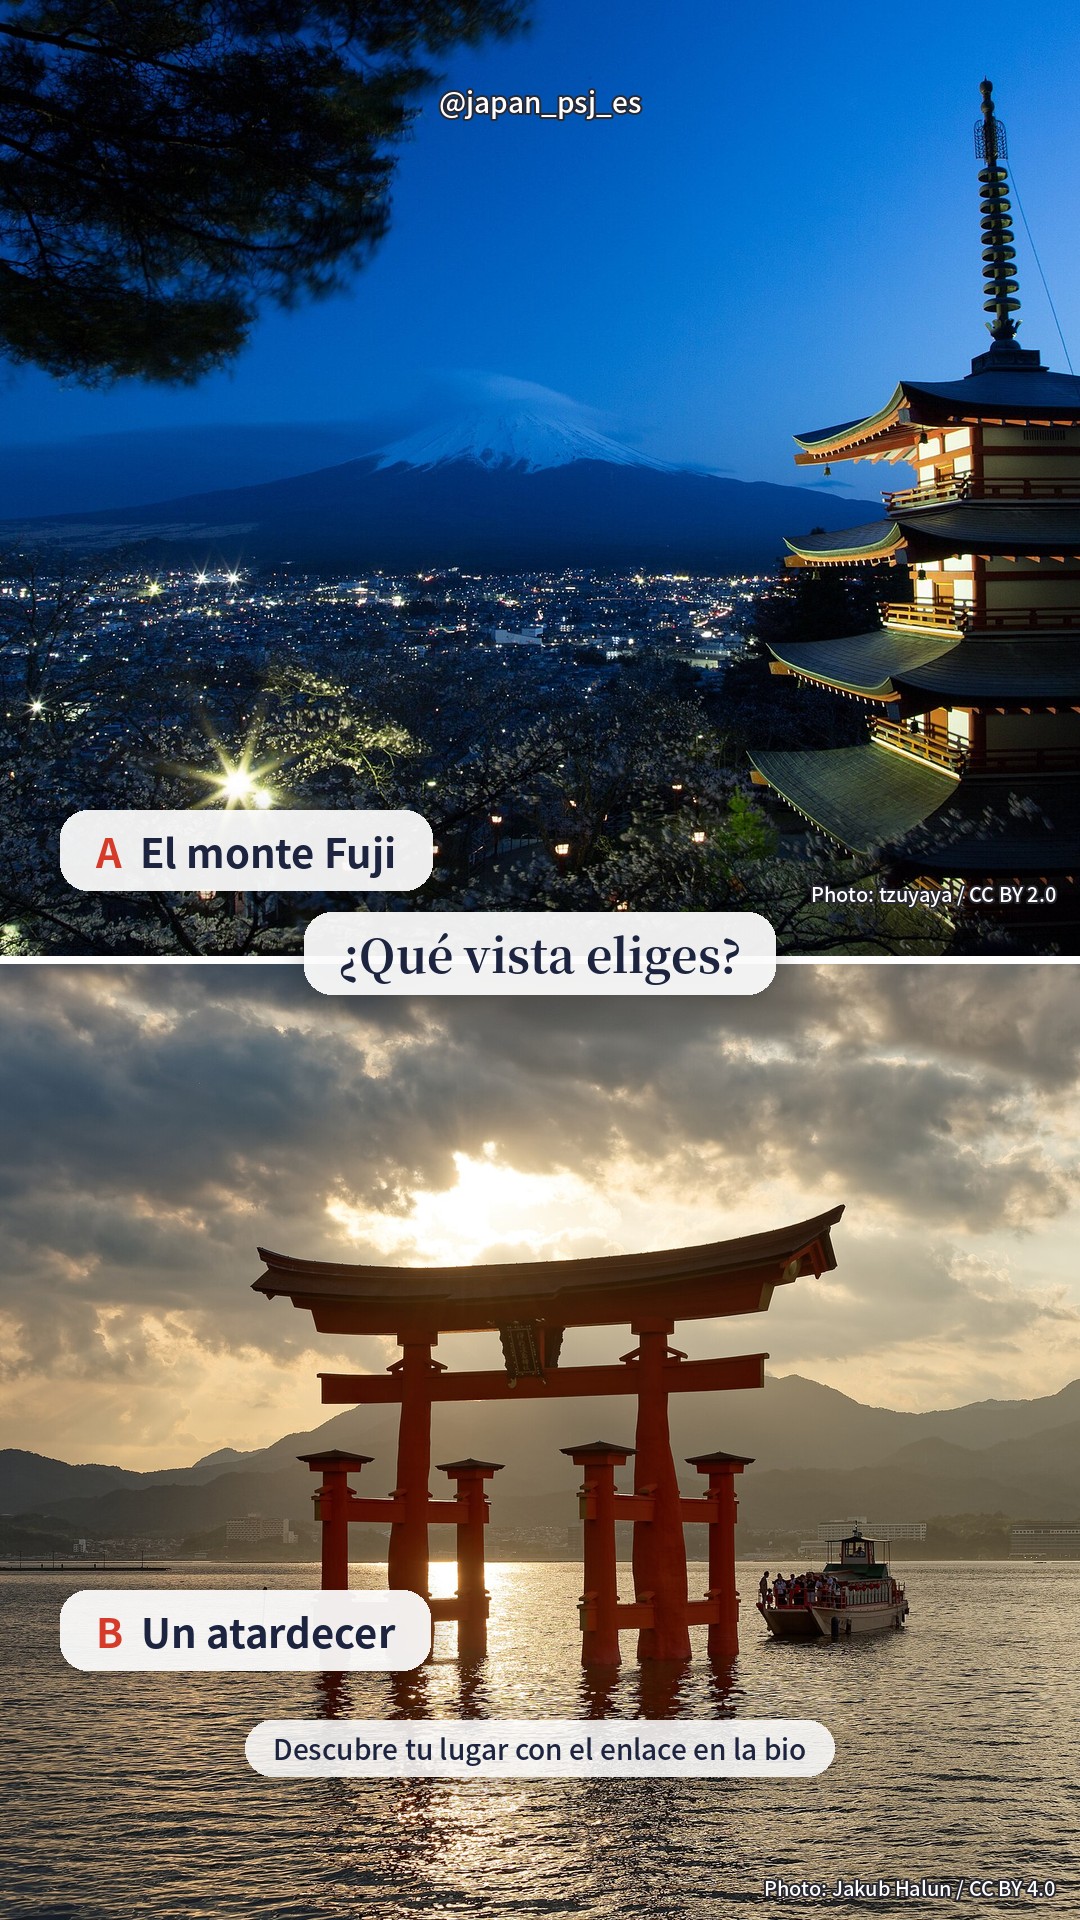 @japan_psj_es
A El monte Fuji
Photo: tzuyaya / CC BY 2.0
¿Qué vista eliges?
B Un atardecer
Descubre tu lugar con el enlace en la bio
Photo: Jakub Halun / CC BY 4.0